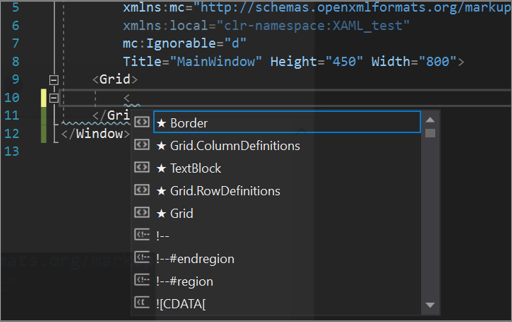 5 xmlns:mc="http://schemas.openxmlformats.org/markup
6 xmlns:local="clr-namespace:XAML_test"
7 mc:Ignorable="d"
8 Title="MainWindow" Height="450" Width="800">
9 <Grid>
10 <
11 </Gri
12 </Window>
13
★ Border
★ Grid.ColumnDefinitions
★ TextBlock
★ Grid.RowDefinitions
★ Grid
!--
!--#endregion
!--#region
![CDATA[